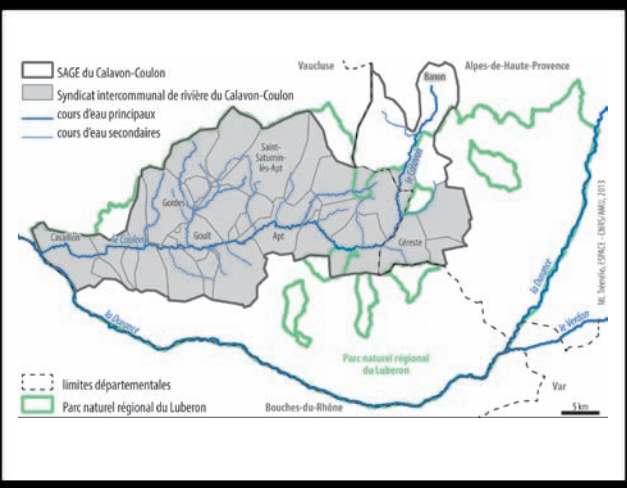 SAGE du Calavon-Coulon
Syndicat intercommunal de rivière du Calavon-Coulon
cours d'eau principaux
cours d'eau secondaires
Vaucluse
Alpes-de-Haute-Provence
Banon
le Calavon
Saint-
Saturnin-
lès-Apt
Gordes
Cavaillon
le Coulon
Goult
Apt
Céreste
la Durance
la Durance
le Verdon
Parc naturel régional
du Luberon
Var
Bouches-du-Rhône
limites départementales
Parc naturel régional du Luberon
5 km
ESPACE - CNRS/AMU, 2013